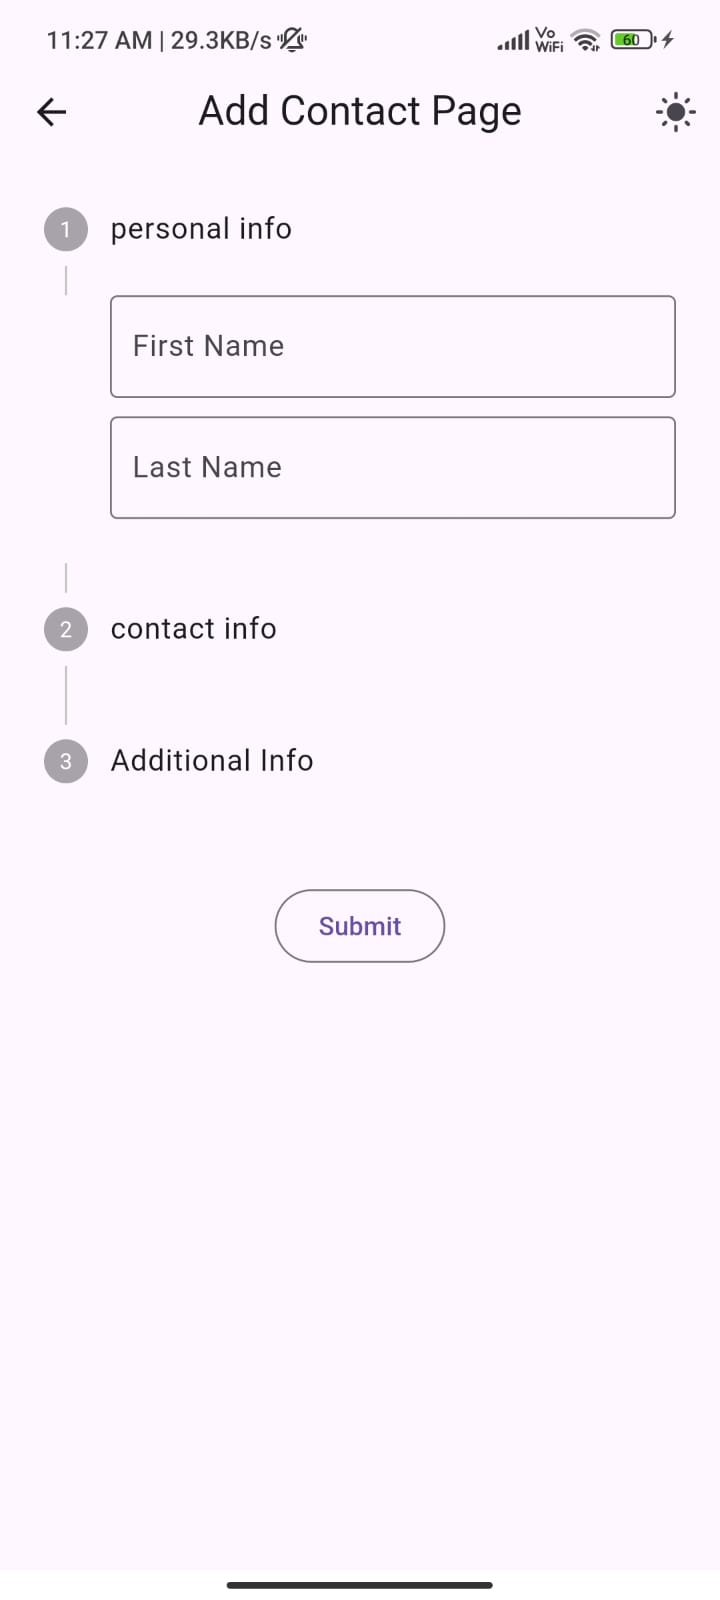 11:27 AM | 29.3KB/s Vo WiFi 60
Add Contact Page
1 personal info
First Name
Last Name
2 contact info
3 Additional Info
Submit